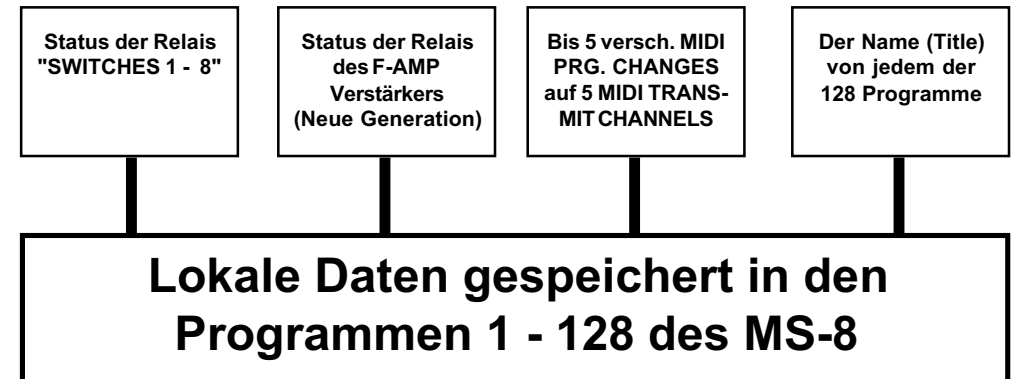 Status der Relais
"SWITCHES 1 - 8"
Status der Relais
des F-AMP
Verstärkers
(Neue Generation)
Bis 5 versch. MIDI
PRG. CHANGES
auf 5 MIDI TRANS-
MIT CHANNELS
Der Name (Title)
von jedem der
128 Programme
Lokale Daten gespeichert in den
Programmen 1 - 128 des MS-8